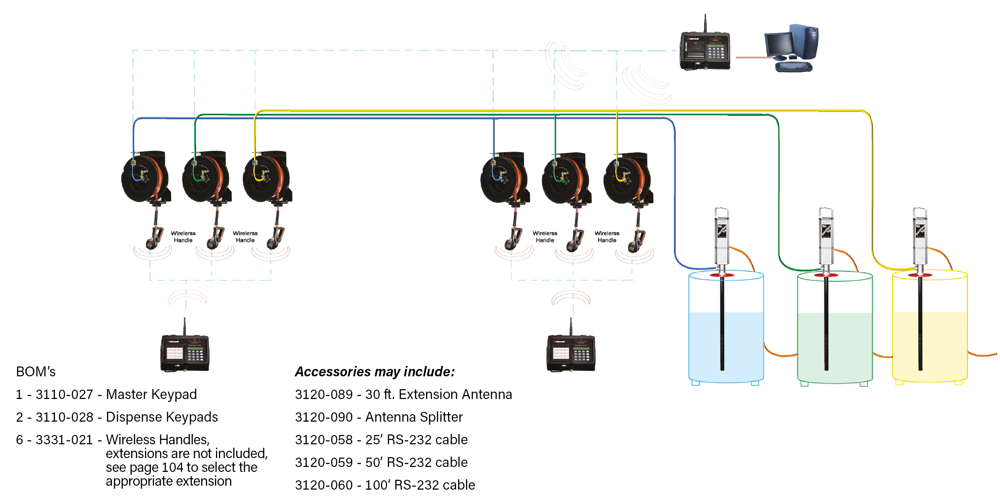 Balcrank fusion
Wirelerss
Handle
Wirelerss
Handle
Wirelerss
Handle
Wirelerss
Handle
BOM's
1 - 3110-027 - Master Keypad
2 - 3110-028 - Dispense Keypads
6 - 3331-021 - Wireless Handles,
extensions are not included,
see page 104 to select the
appropriate extension
Accessories may include:
3120-089 - 30 ft. Extension Antenna
3120-090 - Antenna Splitter
3120-058 - 25’ RS-232 cable
3120-059 - 50’ RS-232 cable
3120-060 - 100’ RS-232 cable